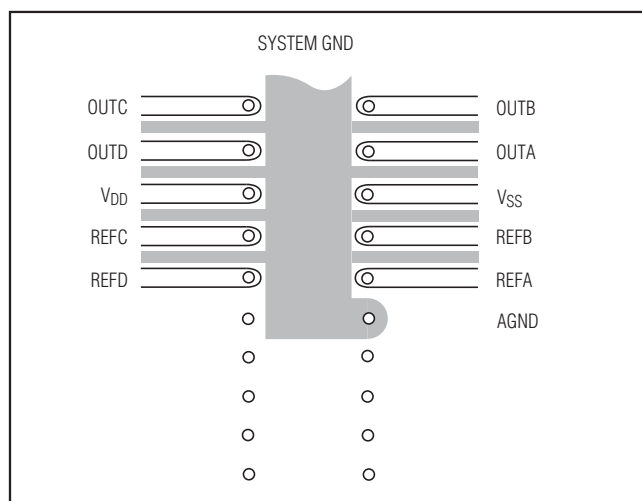 SYSTEM GND
OUTC OUTB
OUTD OUTA
VDD VSS
REFC REFB
REFD REFA
AGND